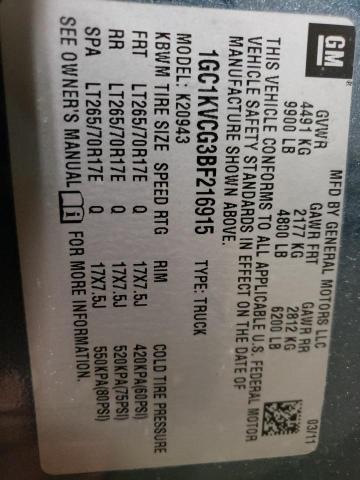 GM
MFD BY GENERAL MOTORS LLC 03/11
GVWR GAWR FRT GAWR RR
4491 KG 2177 KG 2812 KG
9900 LB 4800 LB 6200 LB
THIS VEHICLE CONFORMS TO ALL APPLICABLE U.S. FEDERAL MOTOR
VEHICLE SAFETY STANDARDS IN EFFECT ON THE DATE OF
MANUFACTURE SHOWN ABOVE.
1GC1KVCG3BF216915 TYPE: TRUCK
MODEL: K20943
KBWM TIRE SIZE SPEED RTG RIM COLD TIRE PRESSURE
FRT LT265/70R17E Q 17X7.5J 420KPA(60PSI)
RR LT265/70R17E Q 17X7.5J 520KPA(75PSI)
SPA LT265/70R17E Q 17X7.5J 550KPA(80PSI)
SEE OWNER'S MANUAL i FOR MORE INFORMATION.